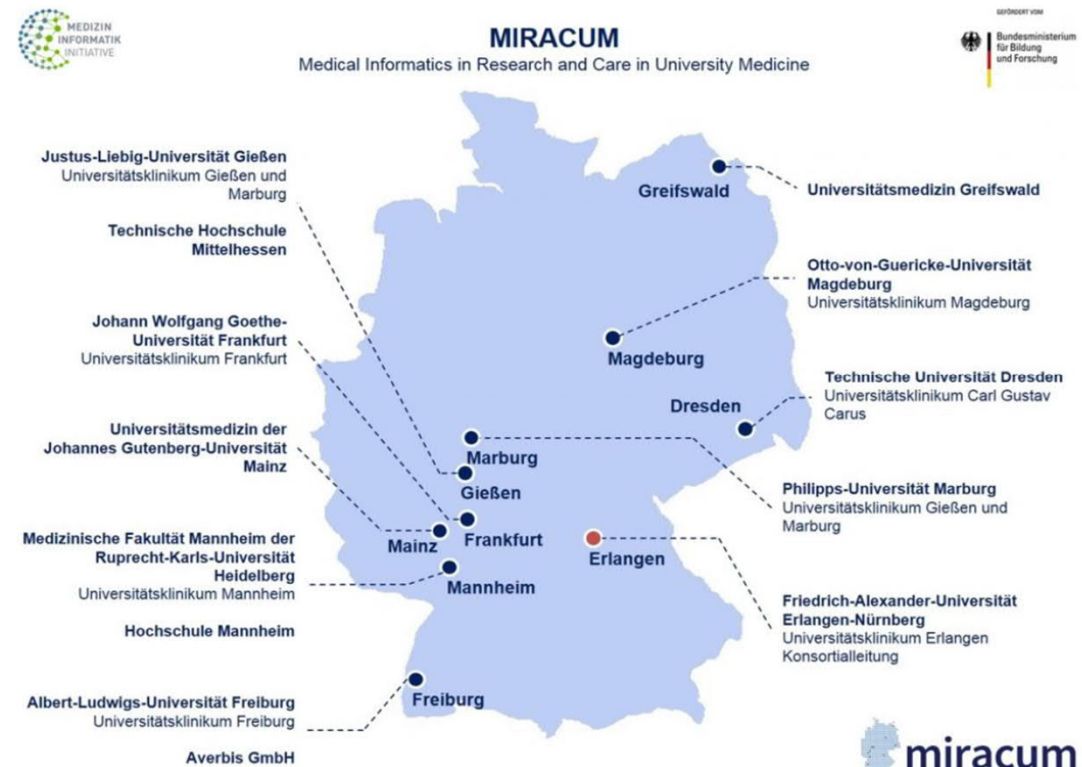 MEDIZIN
INFORMATIK
INITIATIVE
MIRACUM
Medical Informatics in Research and Care in University Medicine
GEFÖRDERT VOM
Bundesministerium
für Bildung
und Forschung
Justus-Liebig-Universität Gießen
Universitätsklinikum Gießen und
Marburg
Technische Hochschule
Mittelhessen
Johann Wolfgang Goethe-
Universität Frankfurt
Universitätsklinikum Frankfurt
Universitätsmedizin der
Johannes Gutenberg-Universität
Mainz
Medizinische Fakultät Mannheim der
Ruprecht-Karls-Universität
Heidelberg
Universitätsklinikum Mannheim
Hochschule Mannheim
Albert-Ludwigs-Universität Freiburg
Universitätsklinikum Freiburg
Averbis GmbH
Greifswald
Magdeburg
Dresden
Marburg
Gießen
Frankfurt
Mainz
Erlangen
Mannheim
Freiburg
Universitätsmedizin Greifswald
Otto-von-Guericke-Universität
Magdeburg
Universitätsklinikum Magdeburg
Technische Universität Dresden
Universitätsklinikum Carl Gustav
Carus
Philipps-Universität Marburg
Universitätsklinikum Gießen und
Marburg
Friedrich-Alexander-Universität
Erlangen-Nürnberg
Universitätsklinikum Erlangen
Konsortialleitung
miracum